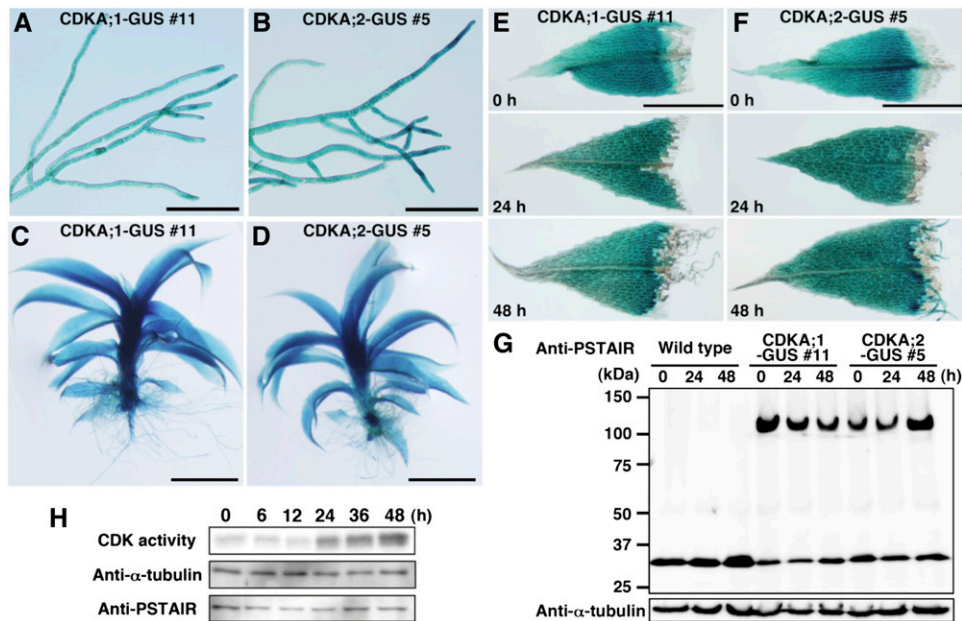 A CDKA;1-GUS #11
B CDKA;2-GUS #5
C CDKA;1-GUS #11
D CDKA;2-GUS #5
E CDKA;1-GUS #11
0 h
24 h
48 h
F CDKA;2-GUS #5
0 h
24 h
48 h
G
Anti-PSTAIR Wild type CDKA;1 CDKA;2
-GUS #11 -GUS #5
(kDa) 0 24 48 0 24 48 0 24 48 (h)
150
100
75
50
37
25
Anti-α-tubulin
H
0 6 12 24 36 48 (h)
CDK activity
Anti-α-tubulin
Anti-PSTAIR